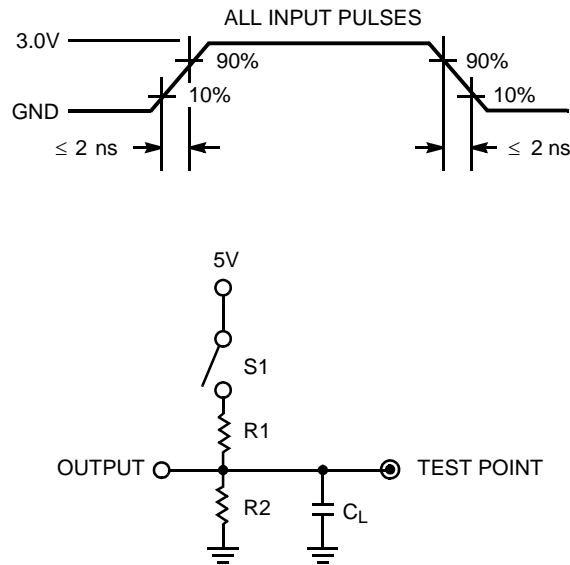 ALL INPUT PULSES
3.0V
90%
90%
10%
10%
GND
≤ 2 ns
≤ 2 ns
5V
S1
R1
OUTPUT
TEST POINT
R2
CL